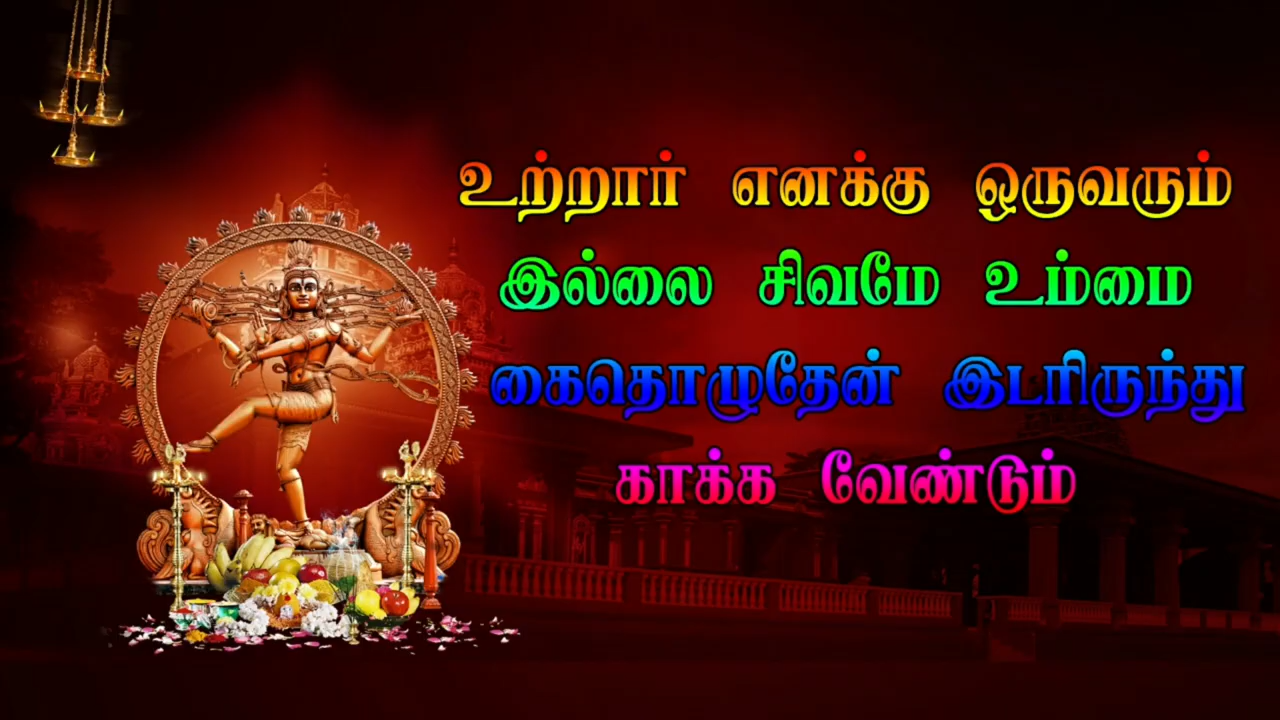 உற்றார் எனக்கு ஒருவரும்
இல்லை சிவமே உம்மை
கைதொழுதேன் இடரிருந்து
காக்க வேண்டும்